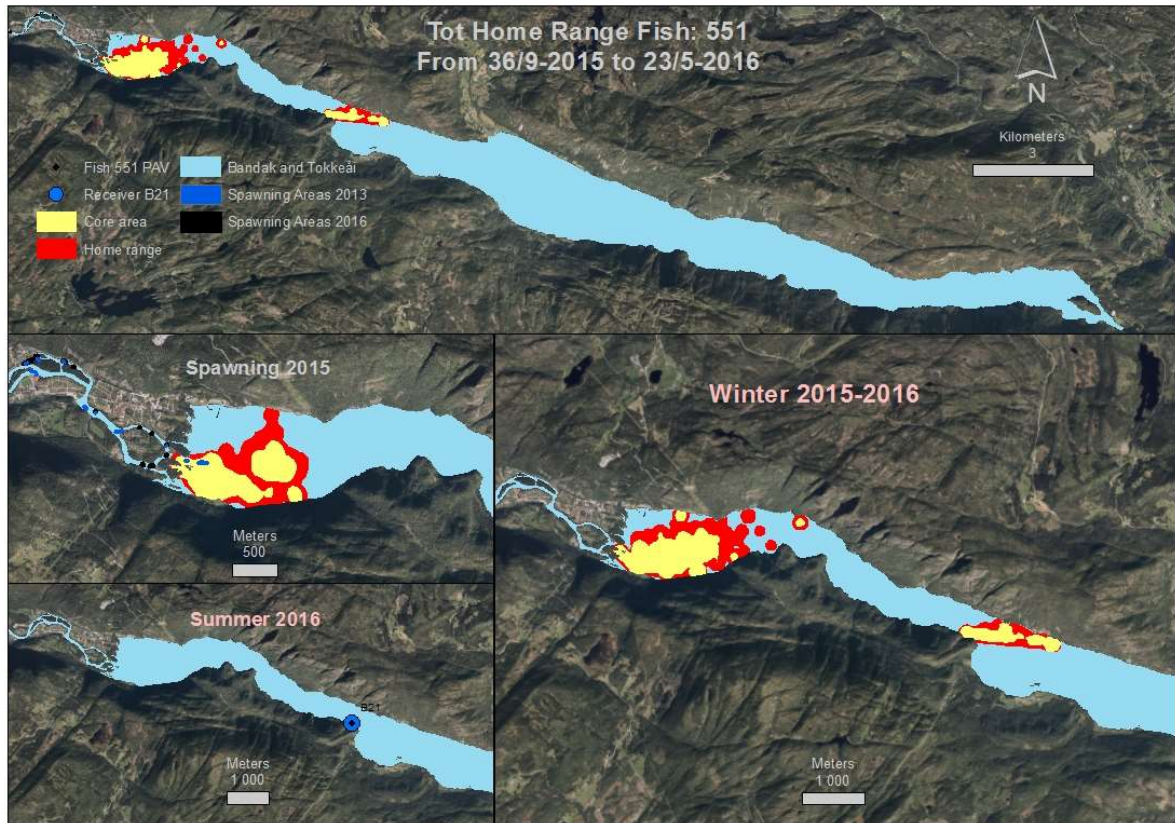 Tot Home Range Fish: 551
From 36/9-2015 to 23/5-2016
N
Kilometers
3
Fish 551 PAV
Receiver B21
Core area
Home range
Bandak and Tokkeåi
Spawning Areas 2013
Spawning Areas 2016
Spawning 2015
Meters
500
Winter 2015-2016
Meters
1 000
Summer 2016
B21
Meters
1 000